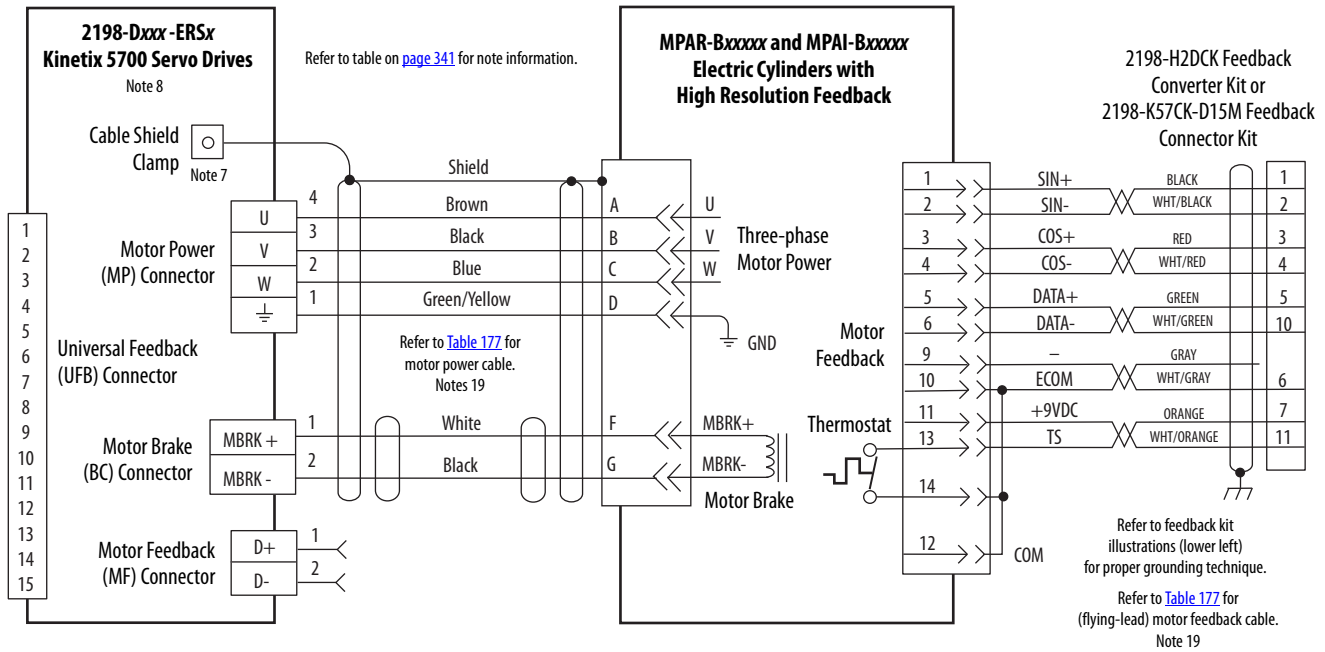 2198-Dxxx -ERSx
Kinetix 5700 Servo Drives
Note 8
Refer to table on page 341 for note information.
MPAR-Bxxxxx and MPAI-Bxxxxx
Electric Cylinders with
High Resolution Feedback
2198-H2DCK Feedback
Converter Kit or
2198-K57CK-D15M Feedback
Connector Kit
Cable Shield
Clamp
Note 7
Shield
Motor Power
(MP) Connector
U 4 Brown A U
V 3 Black B V
W 2 Blue C W
1 Green/Yellow D
GND
Three-phase
Motor Power
Refer to Table 177 for
motor power cable.
Notes 19
Universal Feedback
(UFB) Connector
1
2
3
4
5
6
7
8
9
10
11
12
13
14
15
Motor Brake
(BC) Connector
MBRK + 1 White F MBRK+
MBRK - 2 Black G MBRK-
Motor Brake
Motor Feedback
(MF) Connector
D+ 1
D- 2
Motor
Feedback
Thermostat
1 SIN+ BLACK 1
2 SIN- WHT/BLACK 2
3 COS+ RED 3
4 COS- WHT/RED 4
5 DATA+ GREEN 5
6 DATA- WHT/GREEN 10
9 – GRAY
10 ECOM WHT/GRAY 6
11 +9VDC ORANGE 7
13 TS WHT/ORANGE 11
14
12 COM
Refer to feedback kit
illustrations (lower left)
for proper grounding technique.
Refer to Table 177 for
(flying-lead) motor feedback cable.
Note 19